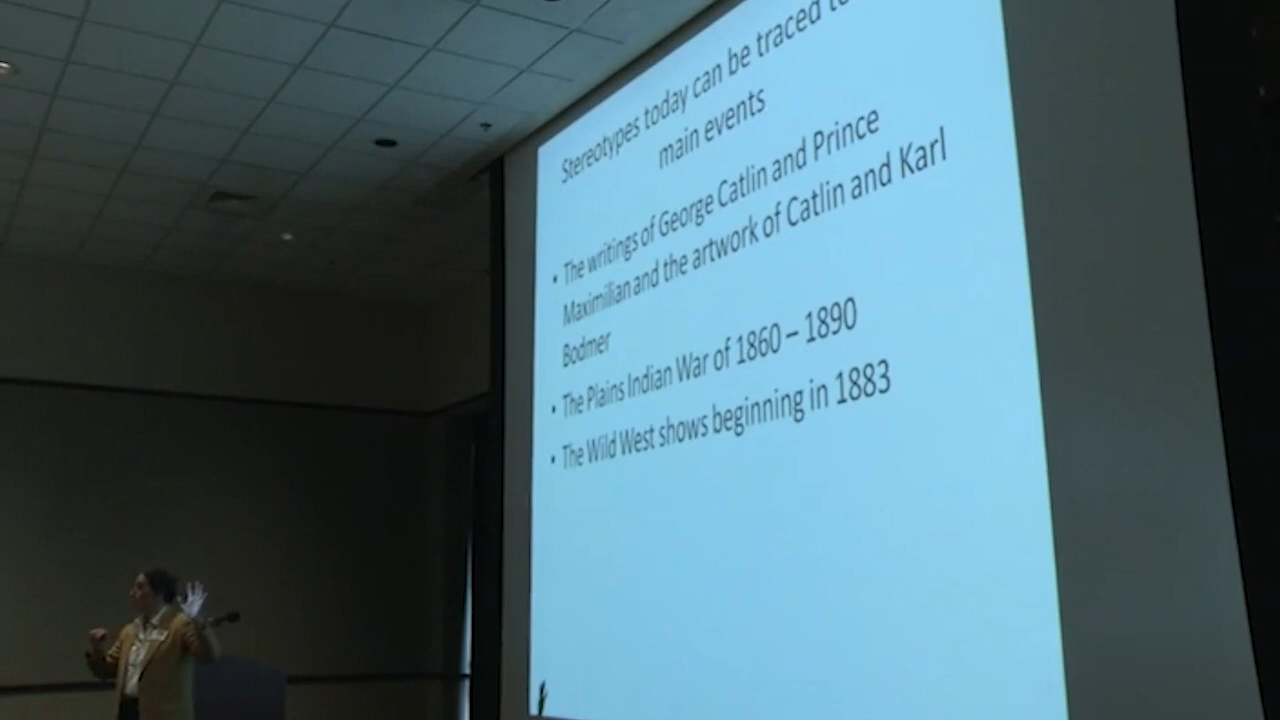 Stereotypes today can be traced to
main events
• The writings of George Catlin and Prince
Maximilian and the artwork of Catlin and Karl
Bodmer
• The Plains Indian War of 1860 – 1890
• The Wild West shows beginning in 1883